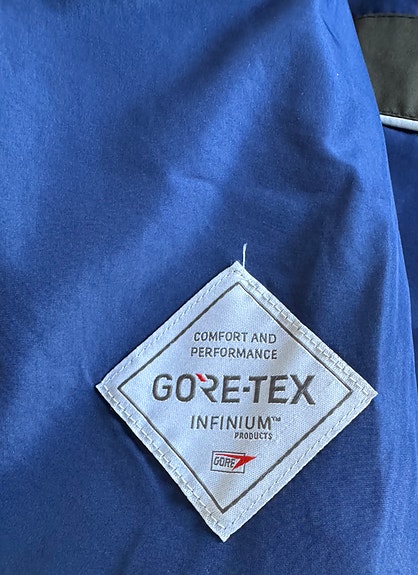 COMFORT AND
PERFORMANCE
GORE-TEX
INFINIUM™
PRODUCTS
GORE